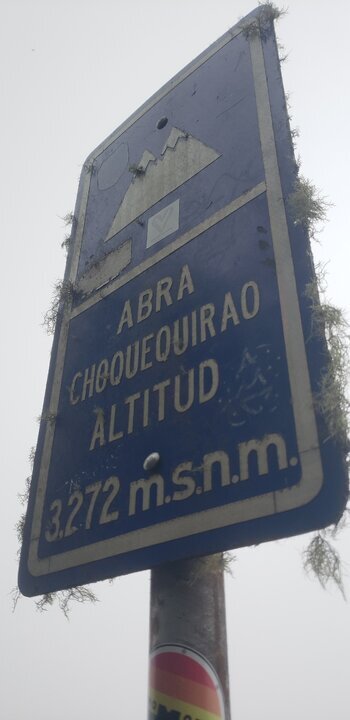 ABRA
CHOQUEQUIRAO
ALTITUD
3.272 m.s.n.m.